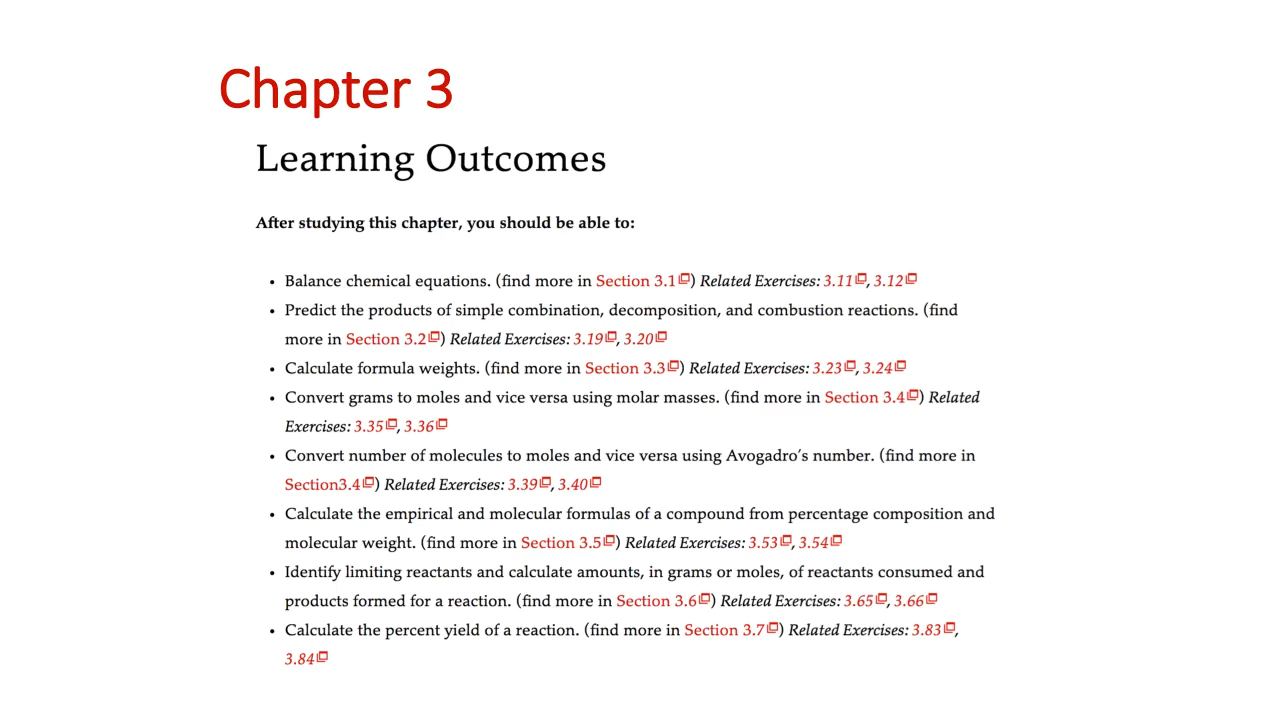 Chapter 3
Learning Outcomes
After studying this chapter, you should be able to:
• Balance chemical equations. (find more in Section 3.1) Related Exercises: 3.11, 3.12
• Predict the products of simple combination, decomposition, and combustion reactions. (find
more in Section 3.2) Related Exercises: 3.19, 3.20
• Calculate formula weights. (find more in Section 3.3) Related Exercises: 3.23, 3.24
• Convert grams to moles and vice versa using molar masses. (find more in Section 3.4) Related
Exercises: 3.35, 3.36
• Convert number of molecules to moles and vice versa using Avogadro's number. (find more in
Section3.4) Related Exercises: 3.39, 3.40
• Calculate the empirical and molecular formulas of a compound from percentage composition and
molecular weight. (find more in Section 3.5) Related Exercises: 3.53, 3.54
• Identify limiting reactants and calculate amounts, in grams or moles, of reactants consumed and
products formed for a reaction. (find more in Section 3.6) Related Exercises: 3.65, 3.66
• Calculate the percent yield of a reaction. (find more in Section 3.7) Related Exercises: 3.83,
3.84